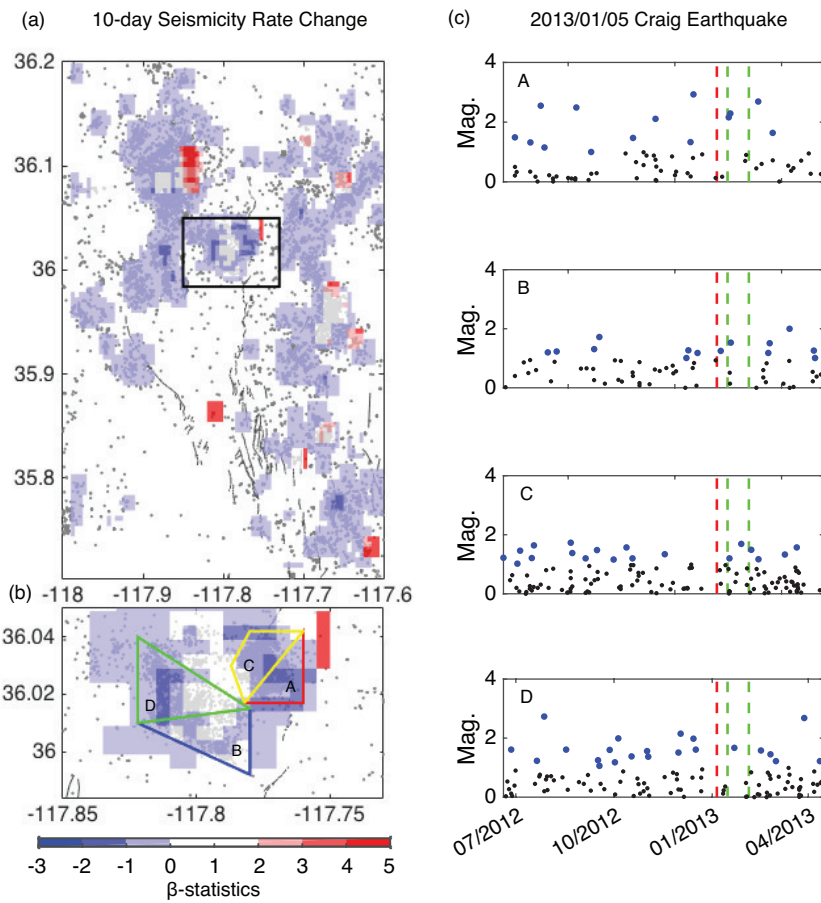 (a) 10-day Seismicity Rate Change
36.2
36.1
36
35.9
35.8
-118 -117.9 -117.8 -117.7 -117.6
(b)
36.04
36.02
36
C
A
D
B
-117.85 -117.8 -117.75
-3 -2 -1 0 1 2 3 4 5
β-statistics
(c) 2013/01/05 Craig Earthquake
A
Mag.
4
2
0
B
Mag.
4
2
0
C
Mag.
4
2
0
D
Mag.
4
2
0
07/2012 10/2012 01/2013 04/2013